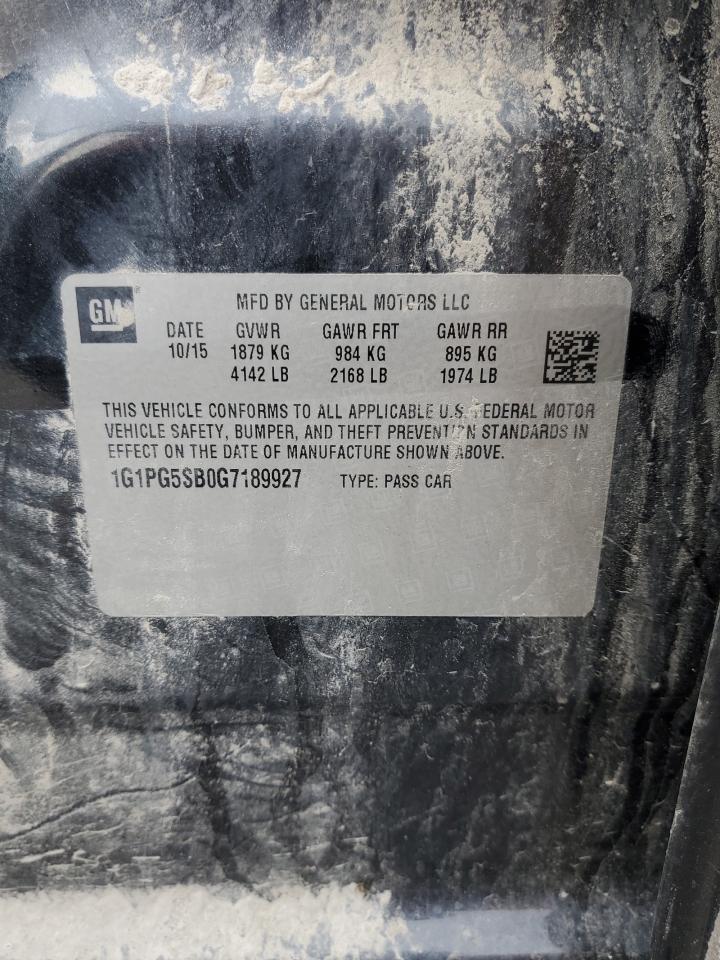 GM
MFD BY GENERAL MOTORS LLC
DATE GVWR GAWR FRT GAWR RR
10/15 1879 KG 984 KG 895 KG
4142 LB 2168 LB 1974 LB
THIS VEHICLE CONFORMS TO ALL APPLICABLE U.S. FEDERAL MOTOR
VEHICLE SAFETY, BUMPER, AND THEFT PREVENTION STANDARDS IN
EFFECT ON THE DATE OF MANUFACTURE SHOWN ABOVE.
1G1PG5SB0G7189927 TYPE: PASS CAR